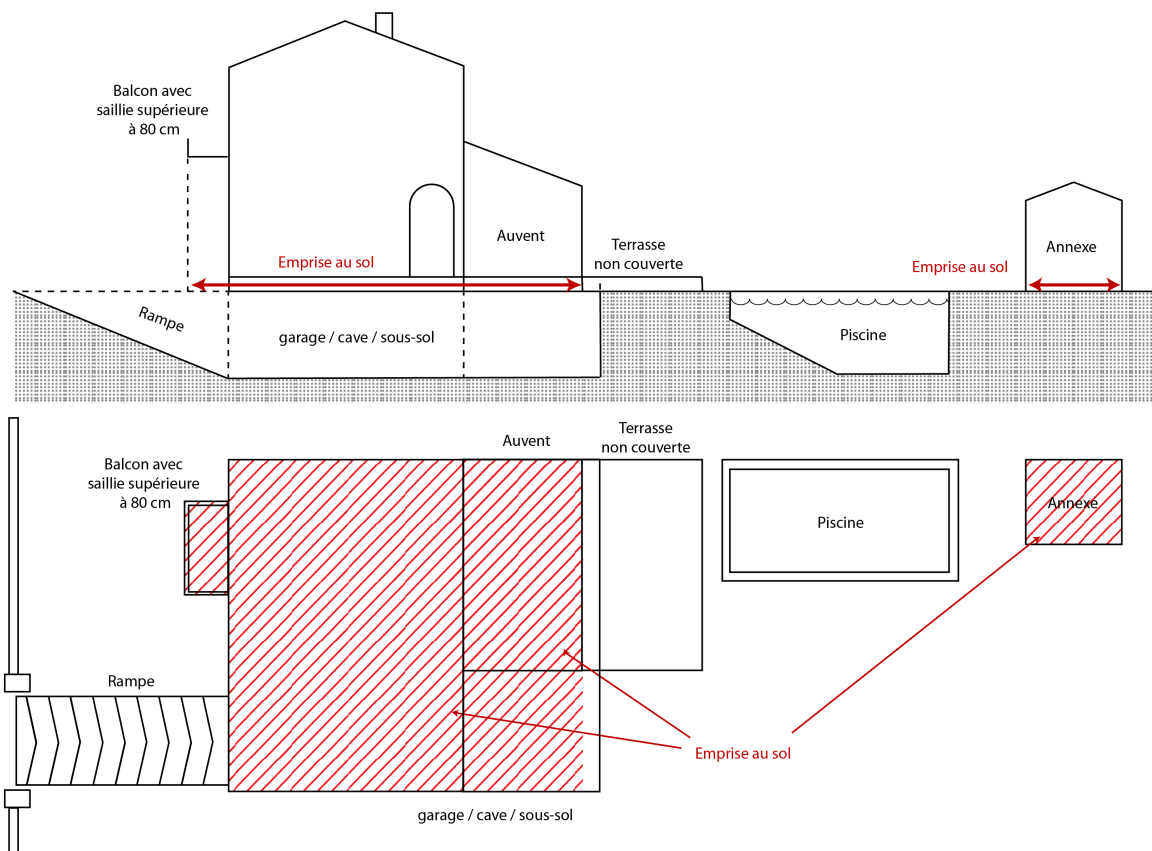 Balcon avec
saillie supérieure
à 80 cm
Auvent
Terrasse
non couverte
Emprise au sol
Annexe
Emprise au sol
Rampe
garage / cave / sous-sol
Piscine
Auvent
Terrasse
non couverte
Balcon avec
saillie supérieure
à 80 cm
Annexe
Piscine
Rampe
Emprise au sol
garage / cave / sous-sol